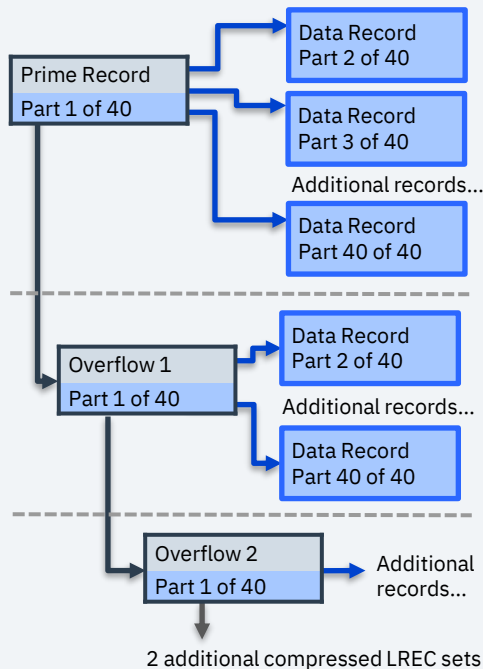 Data Record
Part 2 of 40
Prime Record
Part 1 of 40
Data Record
Part 3 of 40
Additional records...
Data Record
Part 40 of 40
Data Record
Part 2 of 40
Overflow 1
Part 1 of 40
Additional records...
Data Record
Part 40 of 40
Overflow 2
Part 1 of 40
Additional
records...
2 additional compressed LREC sets